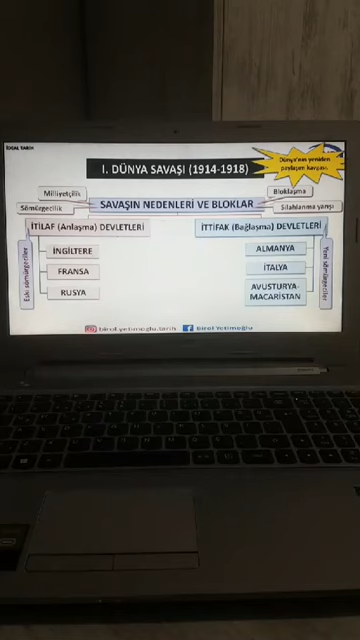 İDEAL TARİH
Dünya'nın yeniden
paylaşım kavgası.
I. DÜNYA SAVAŞI (1914-1918)
Milliyetçilik
Bloklaşma
Sömürgecilik
SAVAŞIN NEDENLERİ VE BLOKLAR
Silahlanma yarışı
İTİLAF (Anlaşma) DEVLETLERİ
İTTİFAK (Bağlaşma) DEVLETLERİ
Eski sömürgeciler
İNGİLTERE
FRANSA
RUSYA
ALMANYA
İTALYA
AVUSTURYA-
MACARİSTAN
Yeni sömürgeciler
birol.yetimoglu.tarih
Birol Yetimoğlu